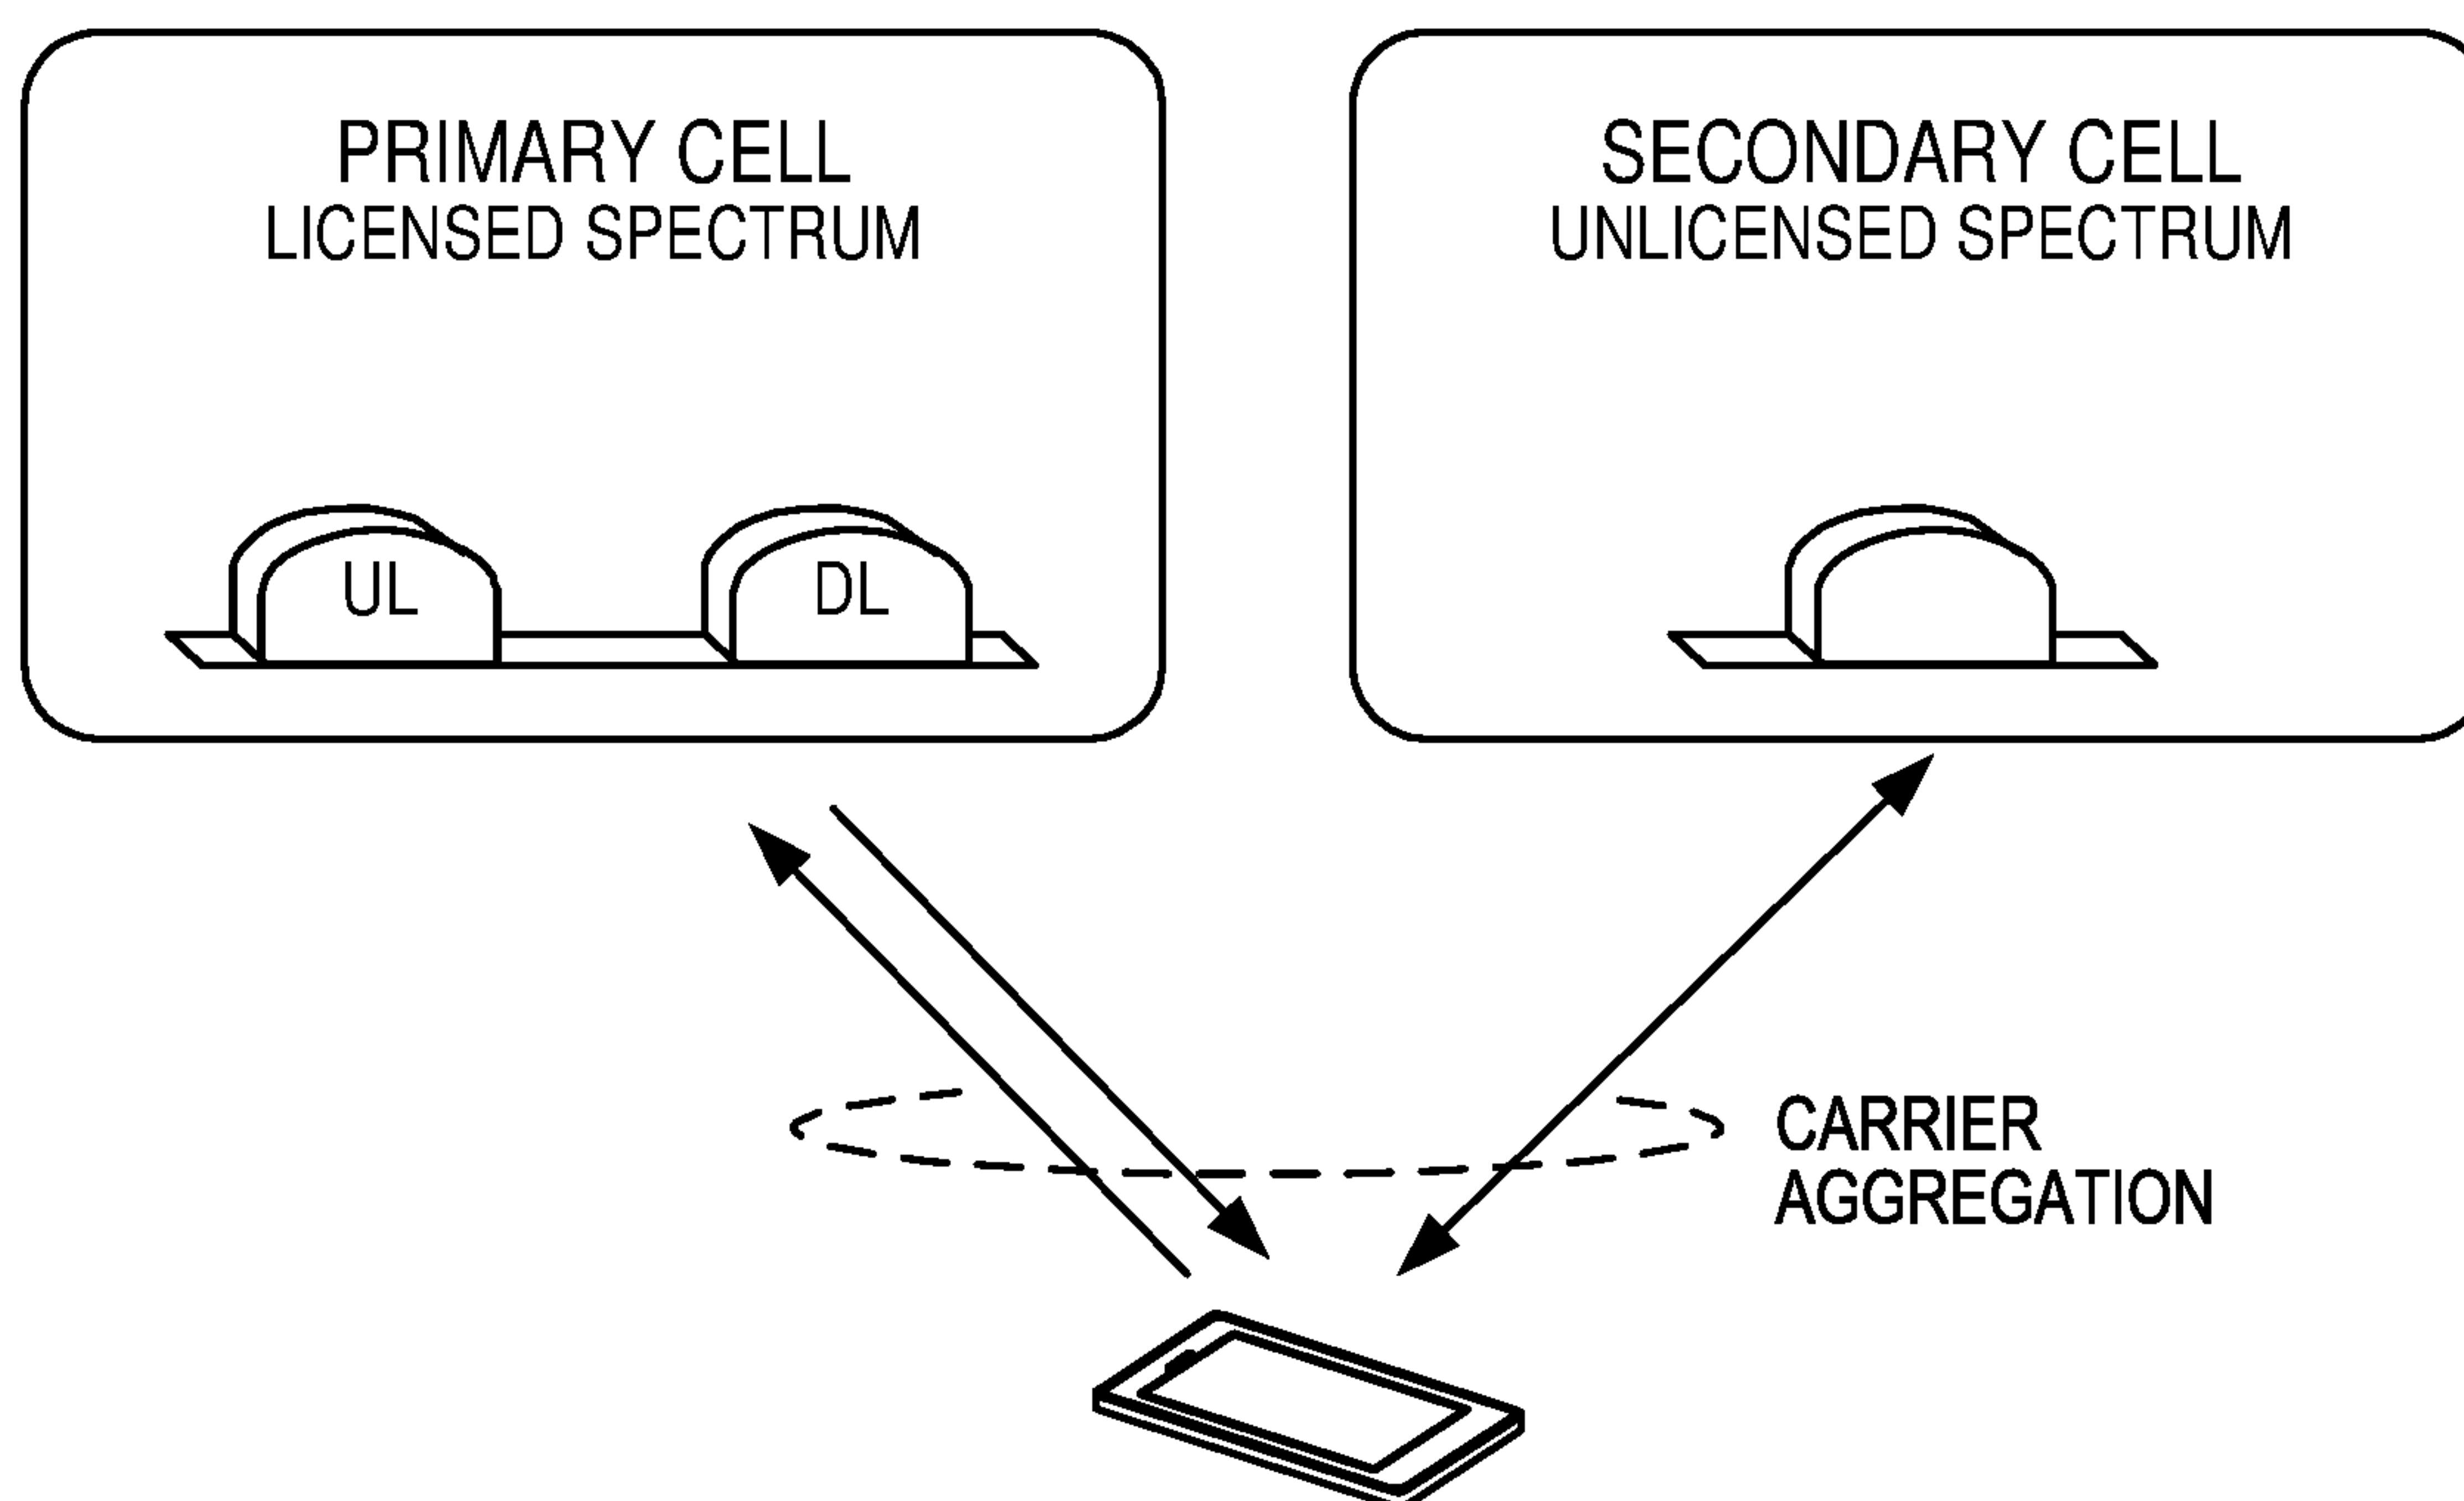 PRIMARY CELL
LICENSED SPECTRUM
UL
DL
SECONDARY CELL
UNLICENSED SPECTRUM
CARRIER
AGGREGATION